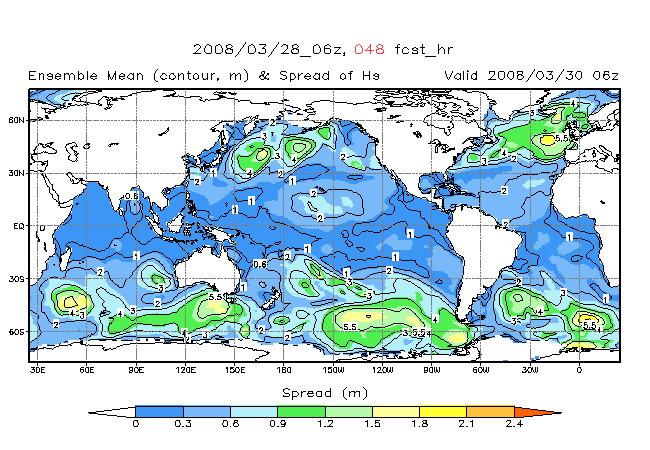 2008/03/28_06z, 048 fcst_hr
Ensemble Mean (contour, m) & Spread of Hs Valid 2008/03/30 06z
60N
30N
EQ
30S
60S
30E 60E 90E 120E 150E 180 150W 120W 90W 60W 30W 0
Spread (m)
0 0.3 0.6 0.9 1.2 1.5 1.8 2.1 2.4